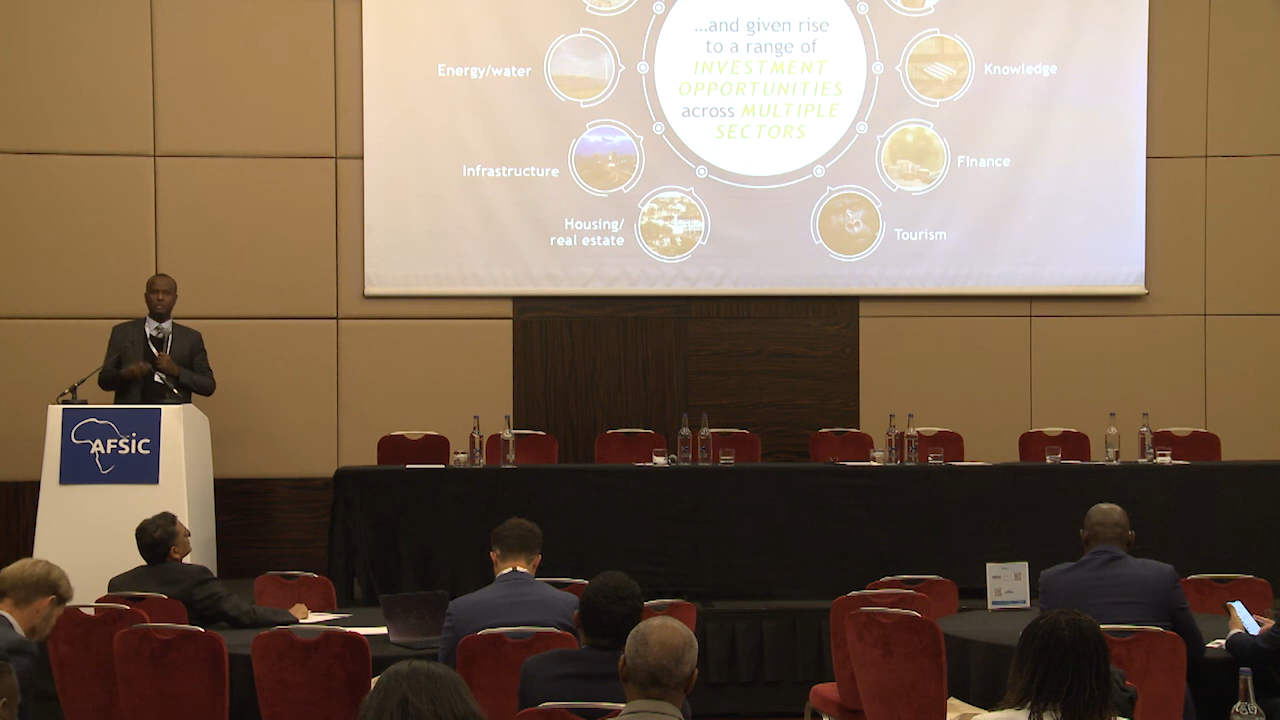 ...and given rise
to a range of
INVESTMENT
OPPORTUNITIES
across MULTIPLE
SECTORS
Energy/water
Knowledge
Infrastructure
Finance
Housing/
real estate
Tourism
AFSIC